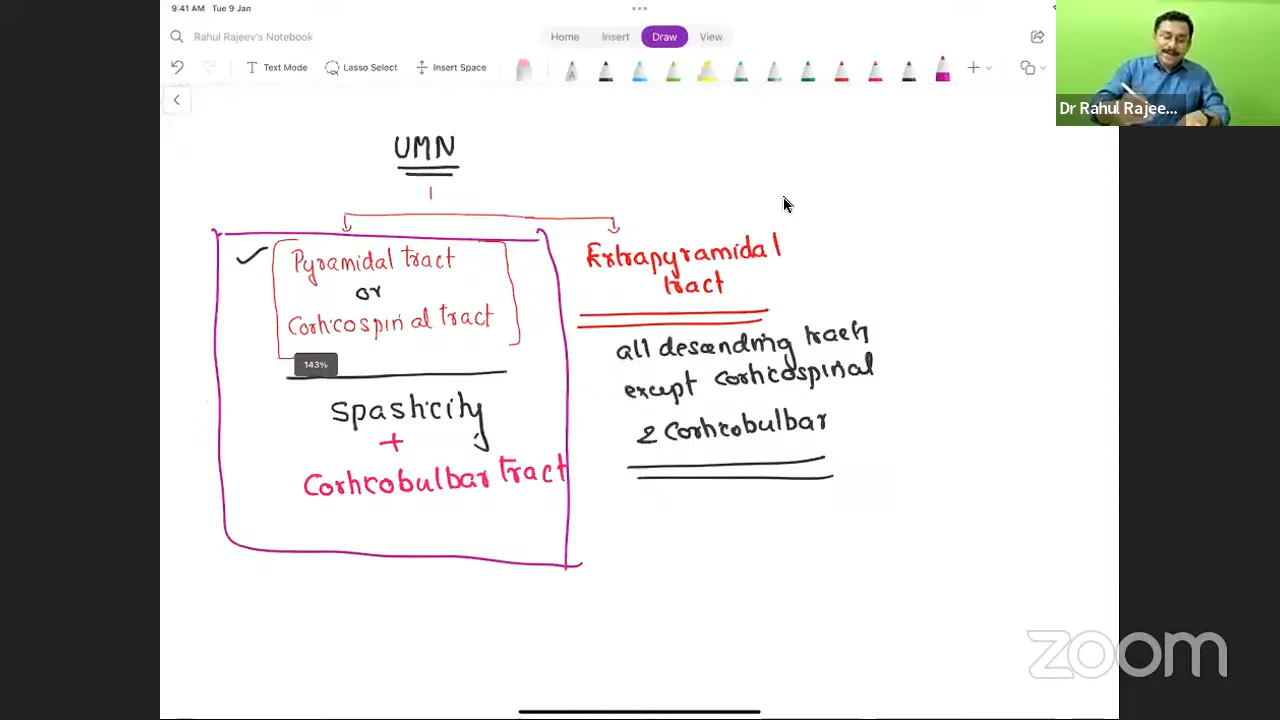 9:41 AM Tue 9 Jan
Rahul Rajeev's Notebook
Home Insert Draw View
Text Mode Lasso Select Insert Space
Dr Rahul Rajee...
UMN
Pyramidal tract
or
Corticospinal tract
143%
Spasticity
+
Corticobulbar tract
Extrapyramidal
tract
all descending tracts
except corticospinal
& Corticobulbar
zoom